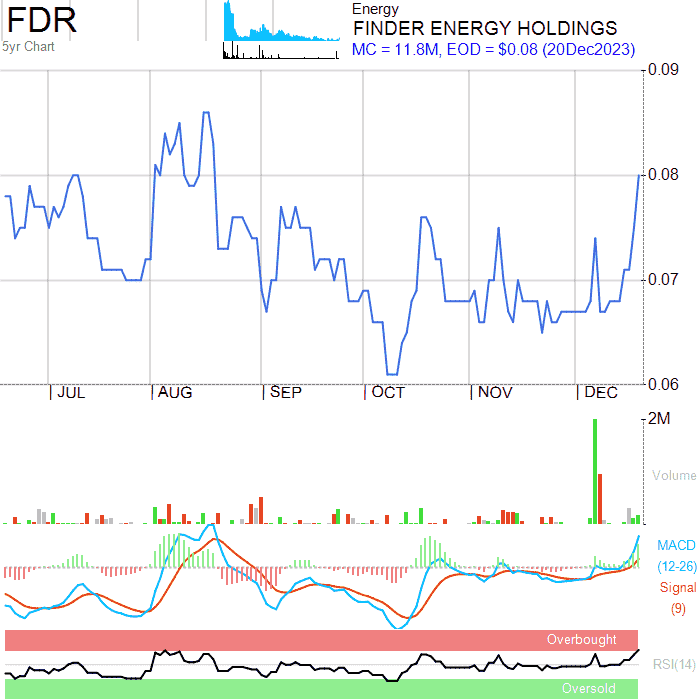 FDR
5yr Chart
Energy
FINDER ENERGY HOLDINGS
MC = 11.8M, EOD = $0.08 (20Dec2023)
0.09
0.08
0.07
0.06
JUL AUG SEP OCT NOV DEC
2M
Volume
MACD
(12-26)
Signal
(9)
Overbought
RSI(14)
Oversold